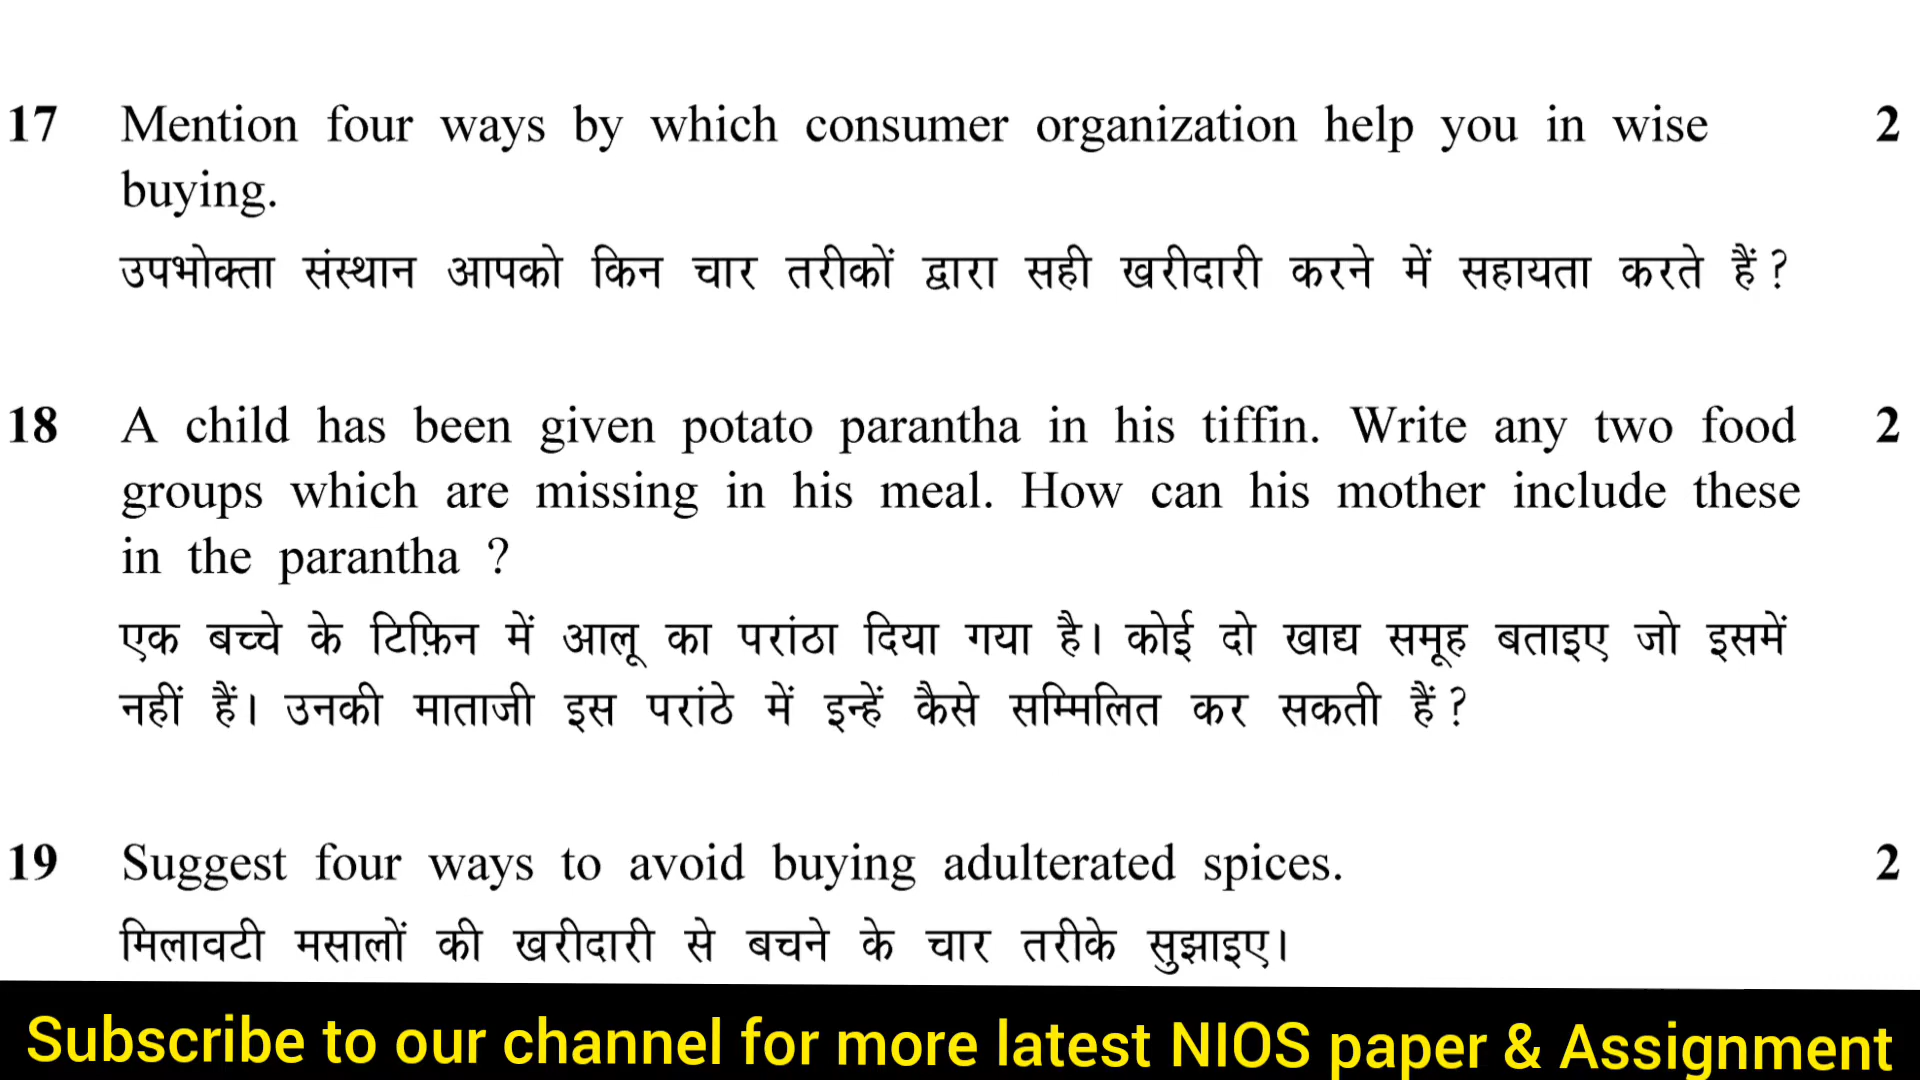 17 Mention four ways by which consumer organization help you in wise 2
buying.
उपभोक्ता संस्थान आपको किन चार तरीकों द्वारा सही खरीदारी करने में सहायता करते हैं ?
18 A child has been given potato parantha in his tiffin. Write any two food 2
groups which are missing in his meal. How can his mother include these
in the parantha ?
एक बच्चे के टिफ़िन में आलू का परांठा दिया गया है। कोई दो खाद्य समूह बताइए जो इसमें
नहीं हैं। उनकी माताजी इस परांठे में इन्हें कैसे सम्मिलित कर सकती हैं ?
19 Suggest four ways to avoid buying adulterated spices. 2
मिलावटी मसालों की खरीदारी से बचने के चार तरीके सुझाइए।
Subscribe to our channel for more latest NIOS paper & Assignment